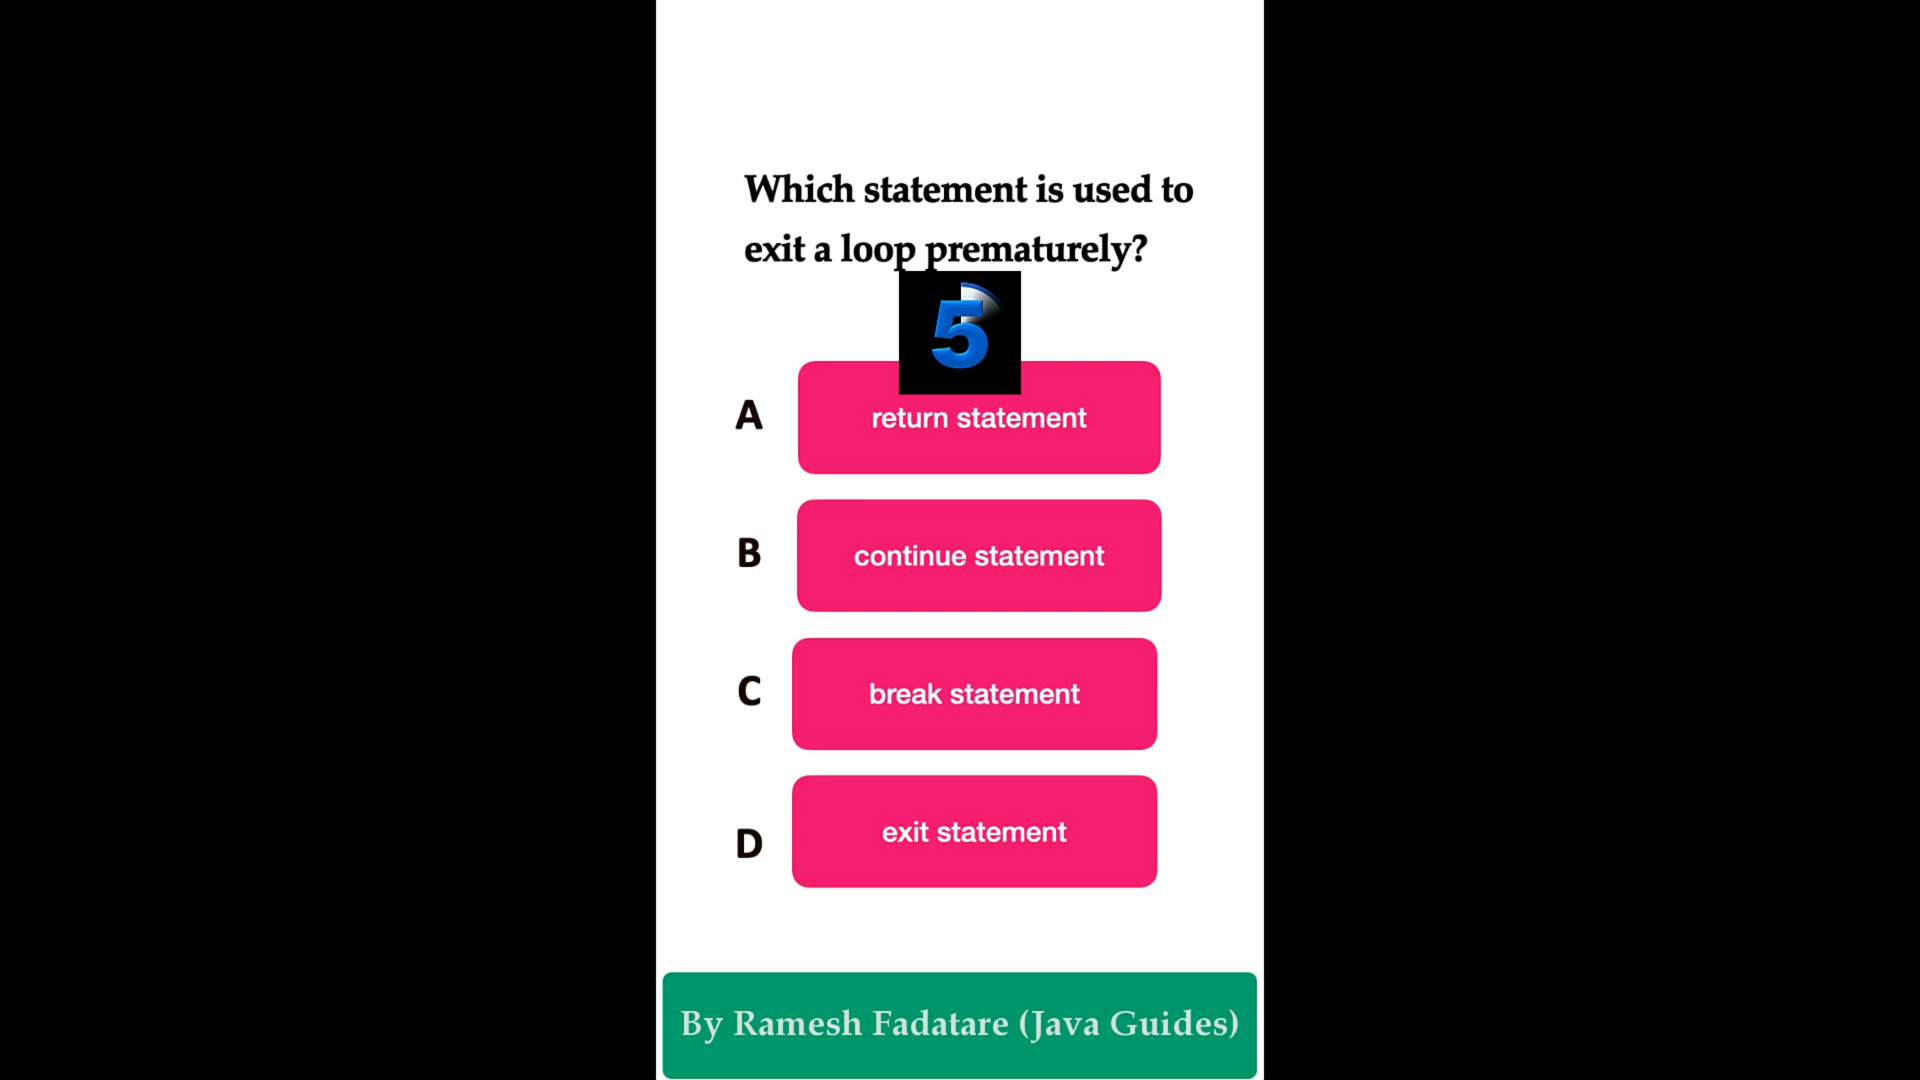 Which statement is used to
exit a loop prematurely?
5
A
return statement
B
continue statement
C
break statement
D
exit statement
By Ramesh Fadatare (Java Guides)